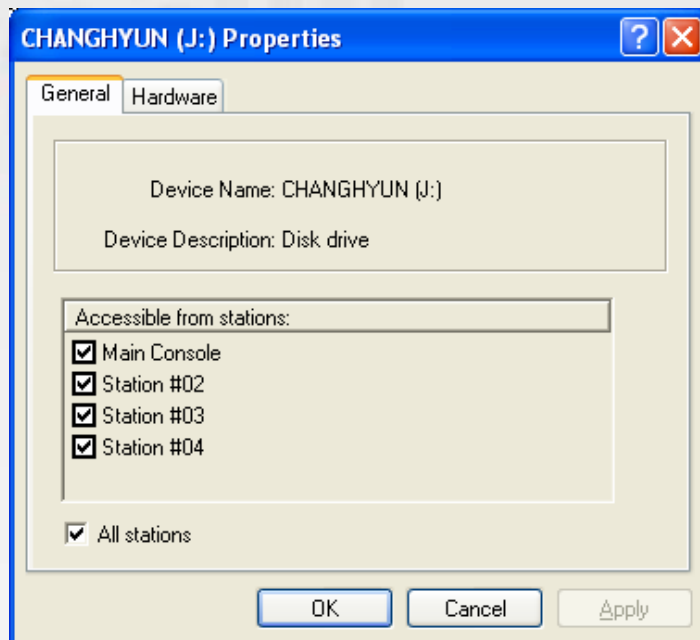 CHANGHYUN (J:) Properties
General Hardware
Device Name: CHANGHYUN (J:)
Device Description: Disk drive
Accessible from stations:
Main Console
Station #02
Station #03
Station #04
All stations
OK Cancel Apply